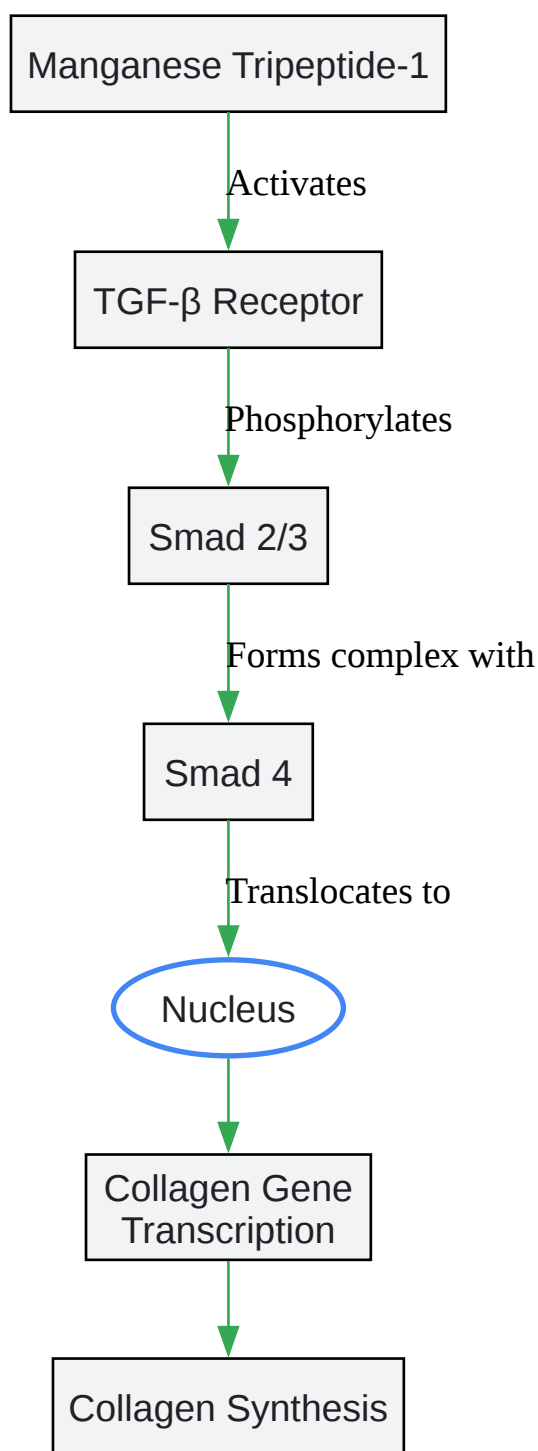 Manganese Tripeptide-1
Activates
TGF-β Receptor
Phosphorylates
Smad 2/3
Forms complex with
Smad 4
Translocates to
Nucleus
Collagen Gene
Transcription
Collagen Synthesis